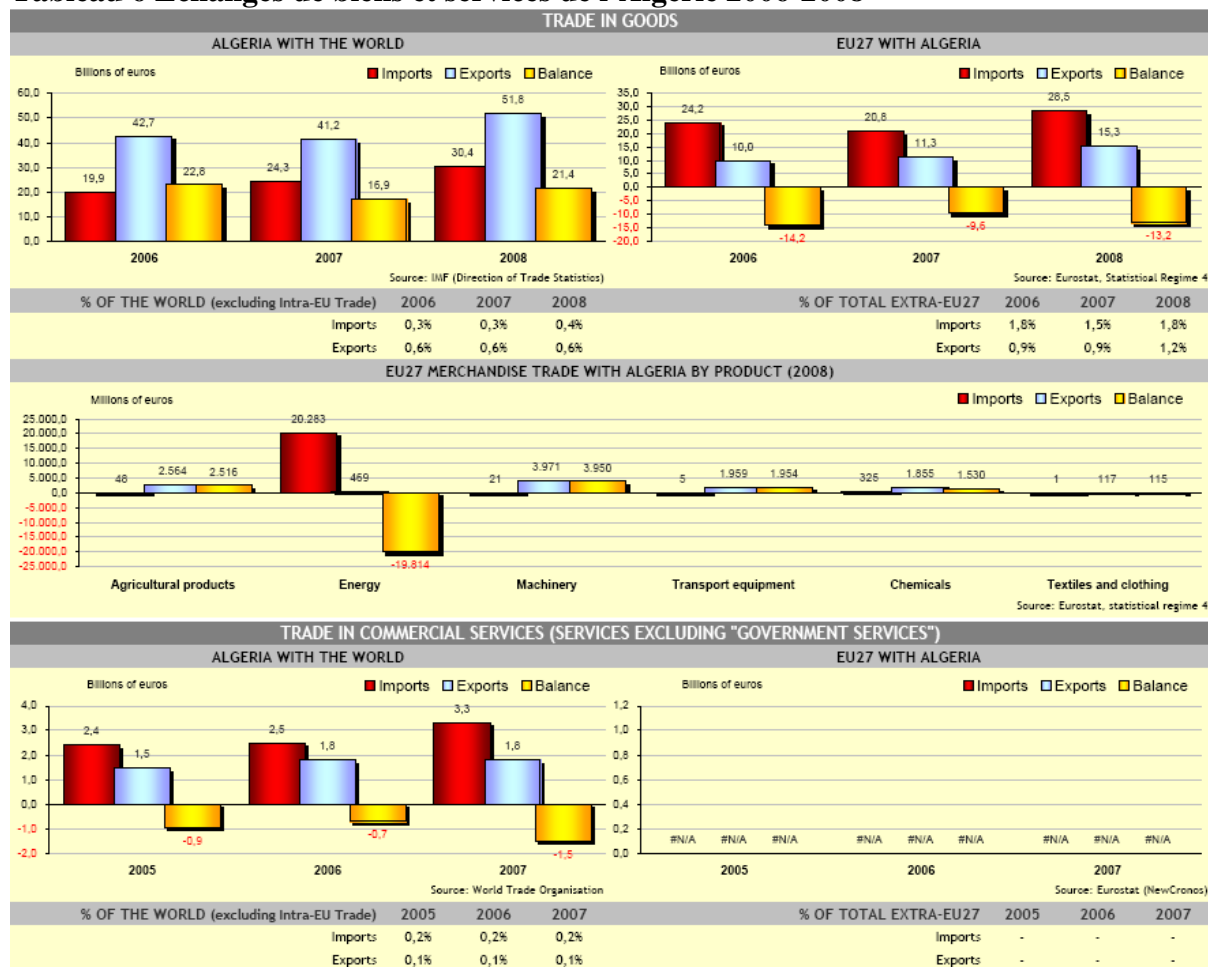 TRADE IN GOODS
ALGERIA WITH THE WORLD
Billions of euros
Imports Exports Balance
60,0
50,0
40,0
30,0
20,0
10,0
0,0
19,9 42,7 22,8
24,3 41,2 16,9
30,4 51,8 21,4
2006 2007 2008
Source: IMF (Direction of Trade Statistics)
EU27 WITH ALGERIA
Billions of euros
Imports Exports Balance
35,0
30,0
25,0
20,0
15,0
10,0
5,0
0,0
-5,0
-10,0
-15,0
-20,0
24,2 10,0 -14,2
20,8 11,3 -9,6
28,5 15,3 -13,2
2006 2007 2008
Source: Eurostat, Statistical Regime 4
% OF THE WORLD (excluding Intra-EU Trade) 2006 2007 2008
Imports 0,3% 0,3% 0,4%
Exports 0,6% 0,6% 0,6%
% OF TOTAL EXTRA-EU27 2006 2007 2008
Imports 1,8% 1,5% 1,8%
Exports 0,9% 0,9% 1,2%
EU27 MERCHANDISE TRADE WITH ALGERIA BY PRODUCT (2008)
Millions of euros
Imports Exports Balance
25.000,0
20.000,0
15.000,0
10.000,0
5.000,0
0,0
-5.000,0
-10.000,0
-15.000,0
-20.000,0
-25.000,0
48 2.564 2.516
20.283 469 -19.814
21 3.971 3.950
5 1.959 1.954
325 1.855 1.530
1 117 115
Agricultural products Energy Machinery Transport equipment Chemicals Textiles and clothing
Source: Eurostat, statistical regime 4
TRADE IN COMMERCIAL SERVICES (SERVICES EXCLUDING "GOVERNMENT SERVICES")
ALGERIA WITH THE WORLD
Billions of euros
Imports Exports Balance
4,0
3,0
2,0
1,0
0,0
-1,0
-2,0
2,4 1,5 -0,9
2,5 1,8 -0,7
3,3 1,8 -1,5
2005 2006 2007
Source: World Trade Organisation
EU27 WITH ALGERIA
Billions of euros
Imports Exports Balance
1,2
1,0
0,8
0,6
0,4
0,2
0,0
#N/A #N/A #N/A #N/A #N/A #N/A #N/A #N/A #N/A
2005 2006 2007
Source: Eurostat (NewCronos)
% OF THE WORLD (excluding Intra-EU Trade) 2005 2006 2007
Imports 0,2% 0,2% 0,2%
Exports 0,1% 0,1% 0,1%
% OF TOTAL EXTRA-EU27 2005 2006 2007
Imports - - -
Exports - - -